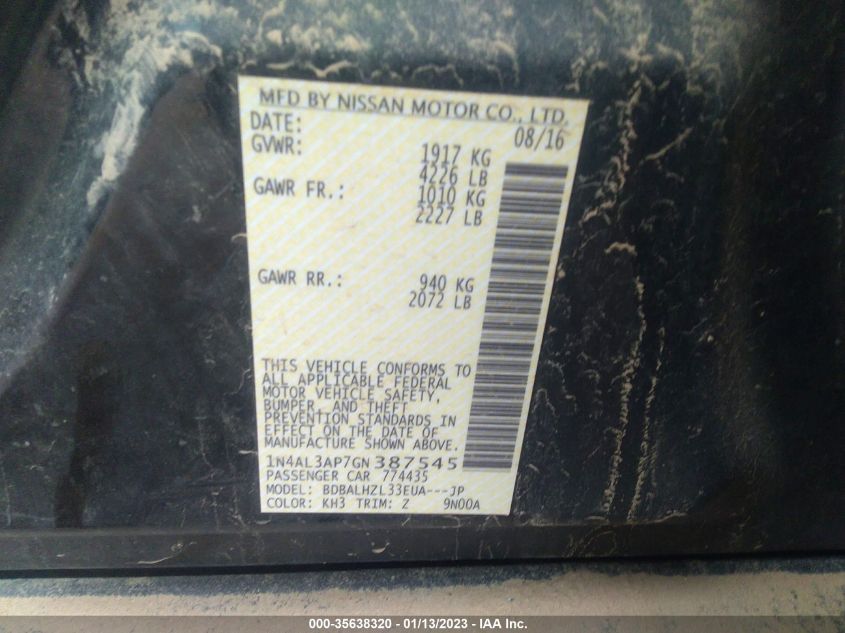 MFD BY NISSAN MOTOR CO., LTD.
DATE: 08/16
GVWR: 1917 KG
4226 LB
GAWR FR.: 1010 KG
2227 LB
GAWR RR.: 940 KG
2072 LB
THIS VEHICLE CONFORMS TO
ALL APPLICABLE FEDERAL
MOTOR VEHICLE SAFETY,
BUMPER, AND THEFT
PREVENTION STANDARDS IN
EFFECT ON THE DATE OF
MANUFACTURE SHOWN ABOVE.
1N4AL3AP7GN387545
PASSENGER CAR 774435
MODEL: BDBALHZL33EUA---JP
COLOR: KH3 TRIM: Z 9N00A
000-35638320 - 01/13/2023 - IAA Inc.